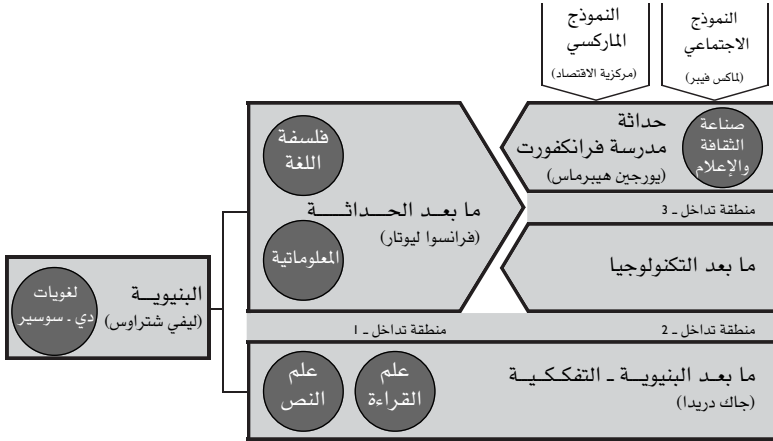 النموذج
الاجتماعي
(لماكس فيبر)
النموذج
الماركسي
(مركزية الاقتصاد)
صناعة
الثقافة
والإعلام
حداثة
مدرسة فرانكفورت
(يورجين هيبرماس)
منطقة تداخل ـ 3
ما بعد التكنولوجيا
منطقة تداخل ـ 2
فلسفة
اللغة
ما بعد الحداثة
(فرانسوا ليوتار)
المعلوماتية
منطقة تداخل ـ 1
البنيوية
(ليفي شتراوس)
لغويات
دي ـ سوسير
ما بعد البنيوية ـ التفككية
(جاك دريدا)
علم
القراءة
علم
النص